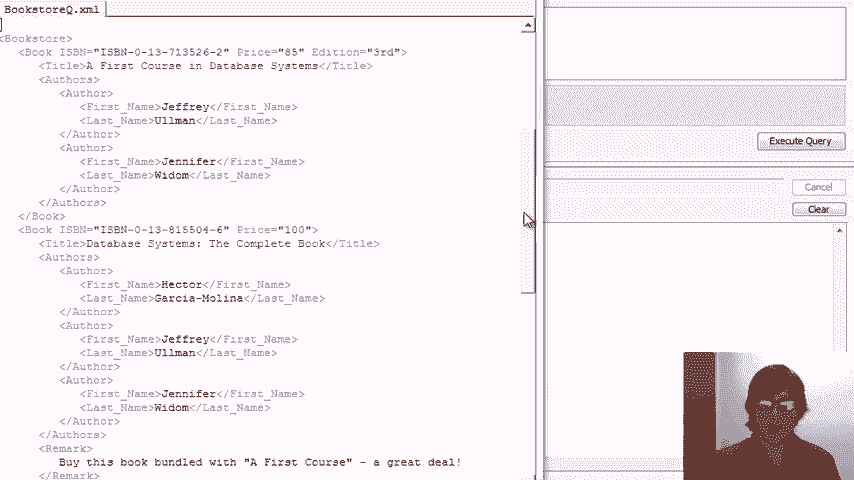 BookstoreQ.xml
<Bookstore>
<Book ISBN="ISBN-0-13-713526-2" Price="85" Edition="3rd">
<Title>A First Course in Database Systems</Title>
<Authors>
<Author>
<First_Name>Jeffrey</First_Name>
<Last_Name>Ullman</Last_Name>
</Author>
<Author>
<First_Name>Jennifer</First_Name>
<Last_Name>Widom</Last_Name>
</Author>
</Authors>
</Book>
<Book ISBN="ISBN-0-13-815504-6" Price="100">
<Title>Database Systems: The Complete Book</Title>
<Authors>
<Author>
<First_Name>Hector</First_Name>
<Last_Name>Garcia-Molina</Last_Name>
</Author>
<Author>
<First_Name>Jeffrey</First_Name>
<Last_Name>Ullman</Last_Name>
</Author>
<Author>
<First_Name>Jennifer</First_Name>
<Last_Name>Widom</Last_Name>
</Author>
</Authors>
<Remark>
Buy this book bundled with "A First Course" - a great deal!
</Remark>
Execute Query
Cancel
Clear